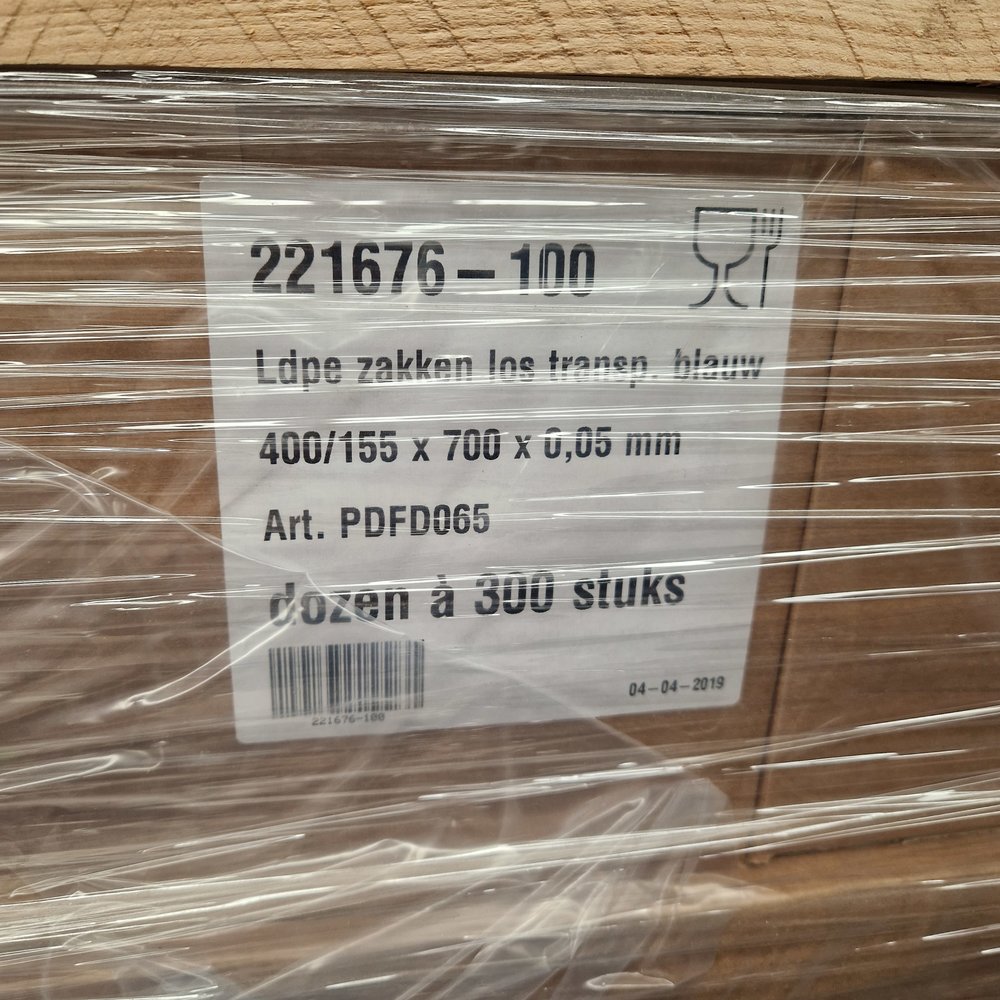 221676-100
Ldpe zakken los transp. blauw
400/155 x 700 x 0,05 mm
Art. PDFD065
dozen à 300 stuks
221676-100
04-04-2019